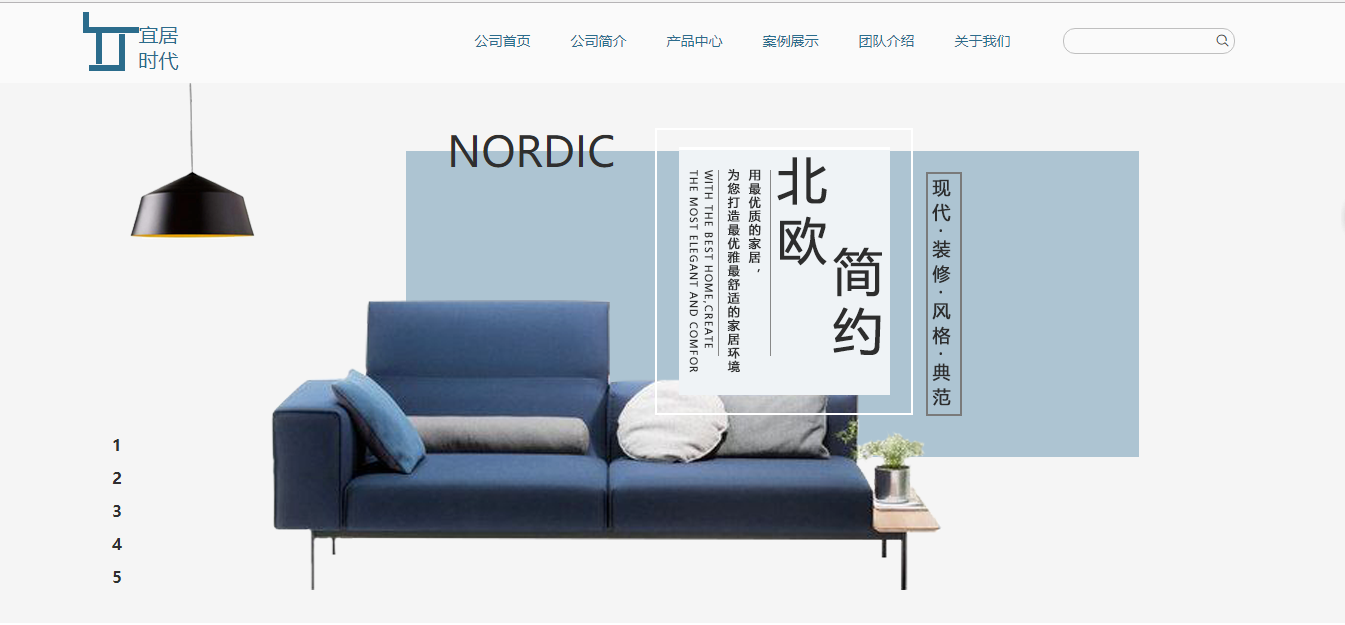 宜居
时代
公司首页
公司简介
产品中心
案例展示
团队介绍
关于我们
NORDIC
北欧
简约
用最优质的家居，
为您打造最优雅最舒适的家居环境
WITH THE BEST HOME,CREATE
THE MOST ELEGANT AND COMFOR
现代·装修·风格·典范
1
2
3
4
5